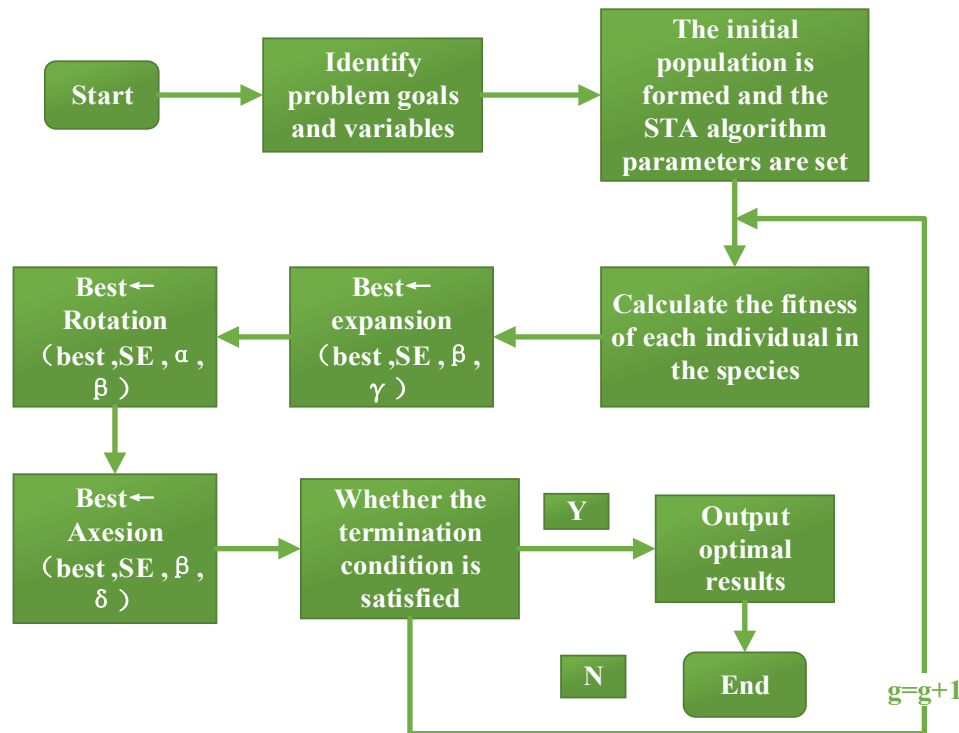 Start
Identify
problem goals
and variables
The initial
population is
formed and the
STA algorithm
parameters are set
Calculate the fitness
of each individual in
the species
Best←
expansion
（best ,SE , β ,
γ ）
Best←
Rotation
（best ,SE , α ,
β ）
Best←
Axesion
（best ,SE , β ,
δ ）
Whether the
termination
condition is
satisfied
Y
Output
optimal
results
N
End
g=g+1